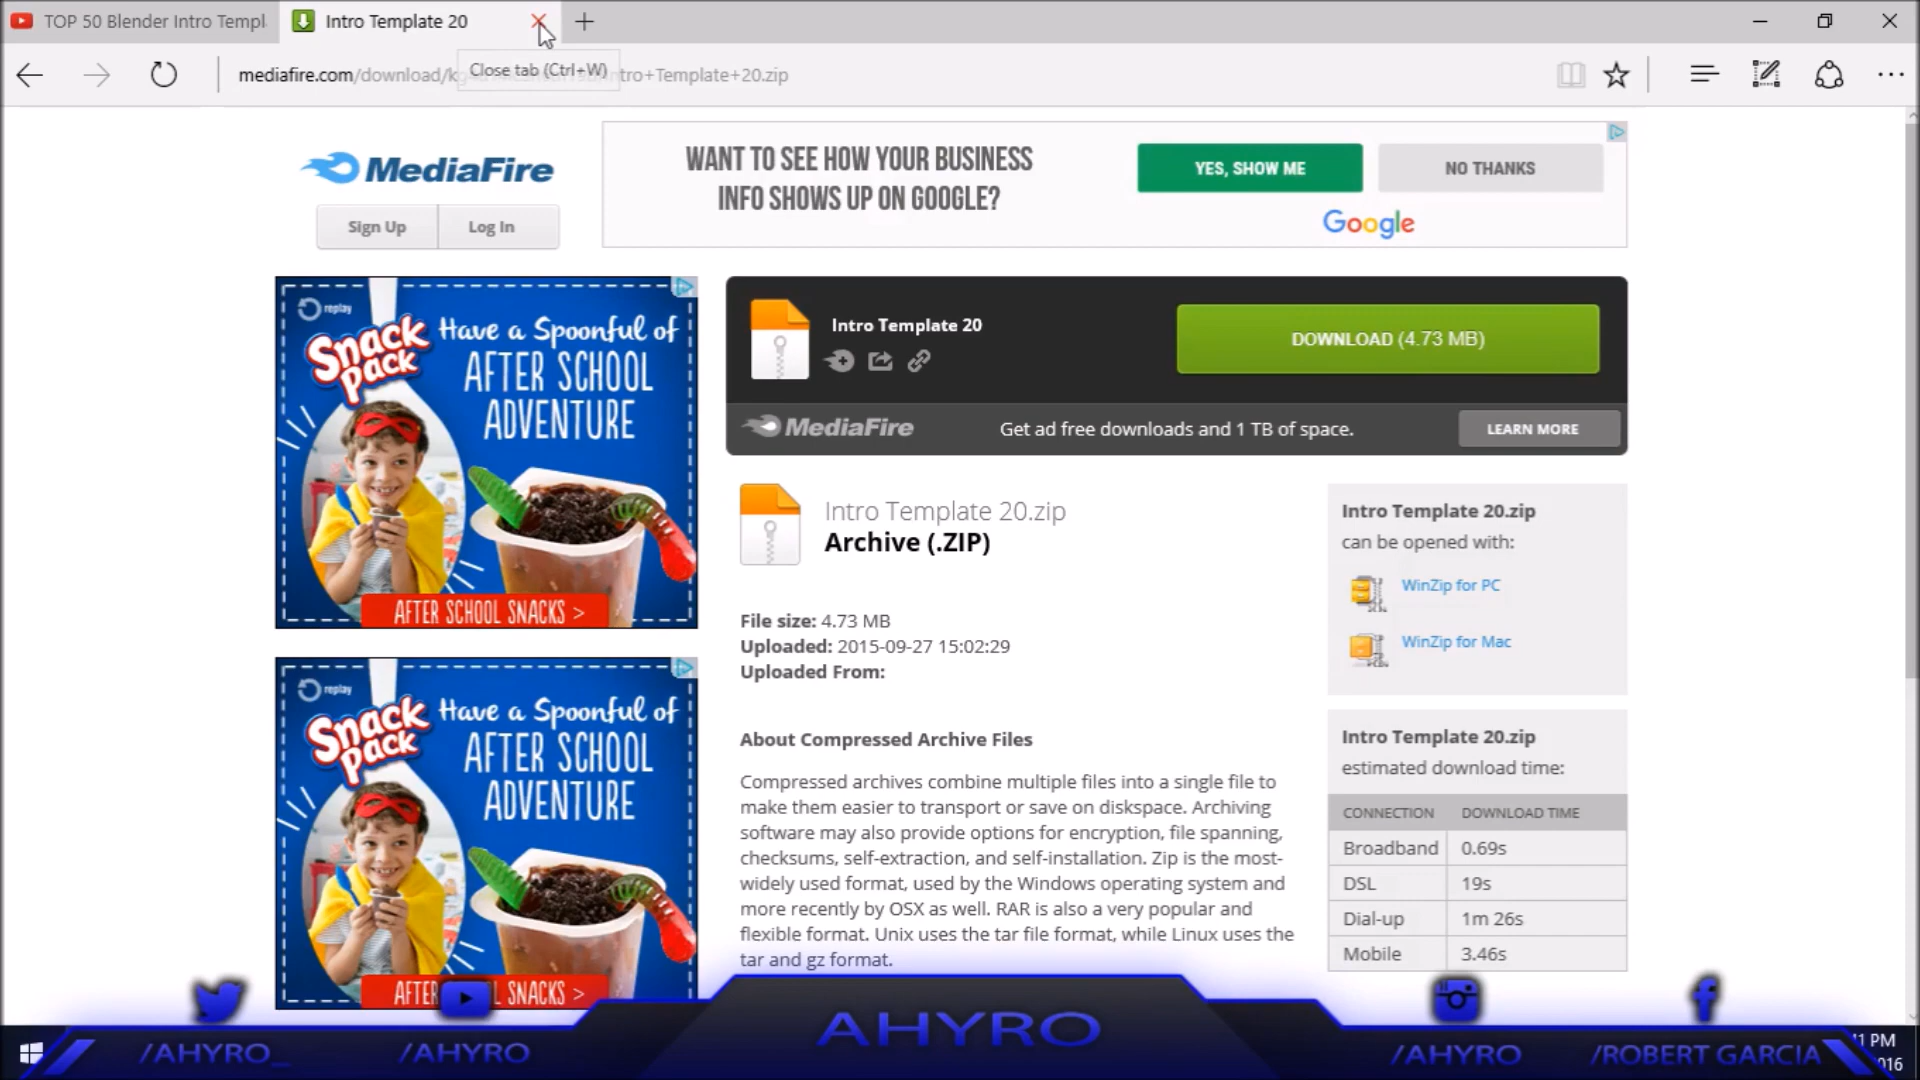 TOP 50 Blender Intro Templ
Intro Template 20
Close tab (Ctrl+W)
mediafire.com/download/
ntro+Template+20.zip
MediaFire
Sign Up
Log In
WANT TO SEE HOW YOUR BUSINESS
INFO SHOWS UP ON GOOGLE?
YES, SHOW ME
NO THANKS
Google
replay
Snack
Pack
Have a Spoonful of
AFTER SCHOOL
ADVENTURE
AFTER SCHOOL SNACKS >
Intro Template 20
DOWNLOAD (4.73 MB)
MediaFire
Get ad free downloads and 1 TB of space.
LEARN MORE
Intro Template 20.zip
Archive (.ZIP)
File size: 4.73 MB
Uploaded: 2015-09-27 15:02:29
Uploaded From:
About Compressed Archive Files
Compressed archives combine multiple files into a single file to
make them easier to transport or save on diskspace. Archiving
software may also provide options for encryption, file spanning,
checksums, self-extraction, and self-installation. Zip is the most-
widely used format, used by the Windows operating system and
more recently by OSX as well. RAR is also a very popular and
flexible format. Unix uses the tar file format, while Linux uses the
tar and gz format.
Intro Template 20.zip
can be opened with:
WinZip for PC
WinZip for Mac
Intro Template 20.zip
estimated download time:
CONNECTION DOWNLOAD TIME
Broadband 0.69s
DSL 19s
Dial-up 1m 26s
Mobile 3.46s
replay
Snack
Pack
Have a Spoonful of
AFTER SCHOOL
ADVENTURE
AFTER SCHOOL SNACKS >
/AHYRO_
/AHYRO
AHYRO
/AHYRO
/ROBERT GARCIA
1 PM
016